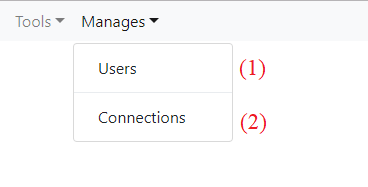 Tools Manages
Users (1)
Connections (2)